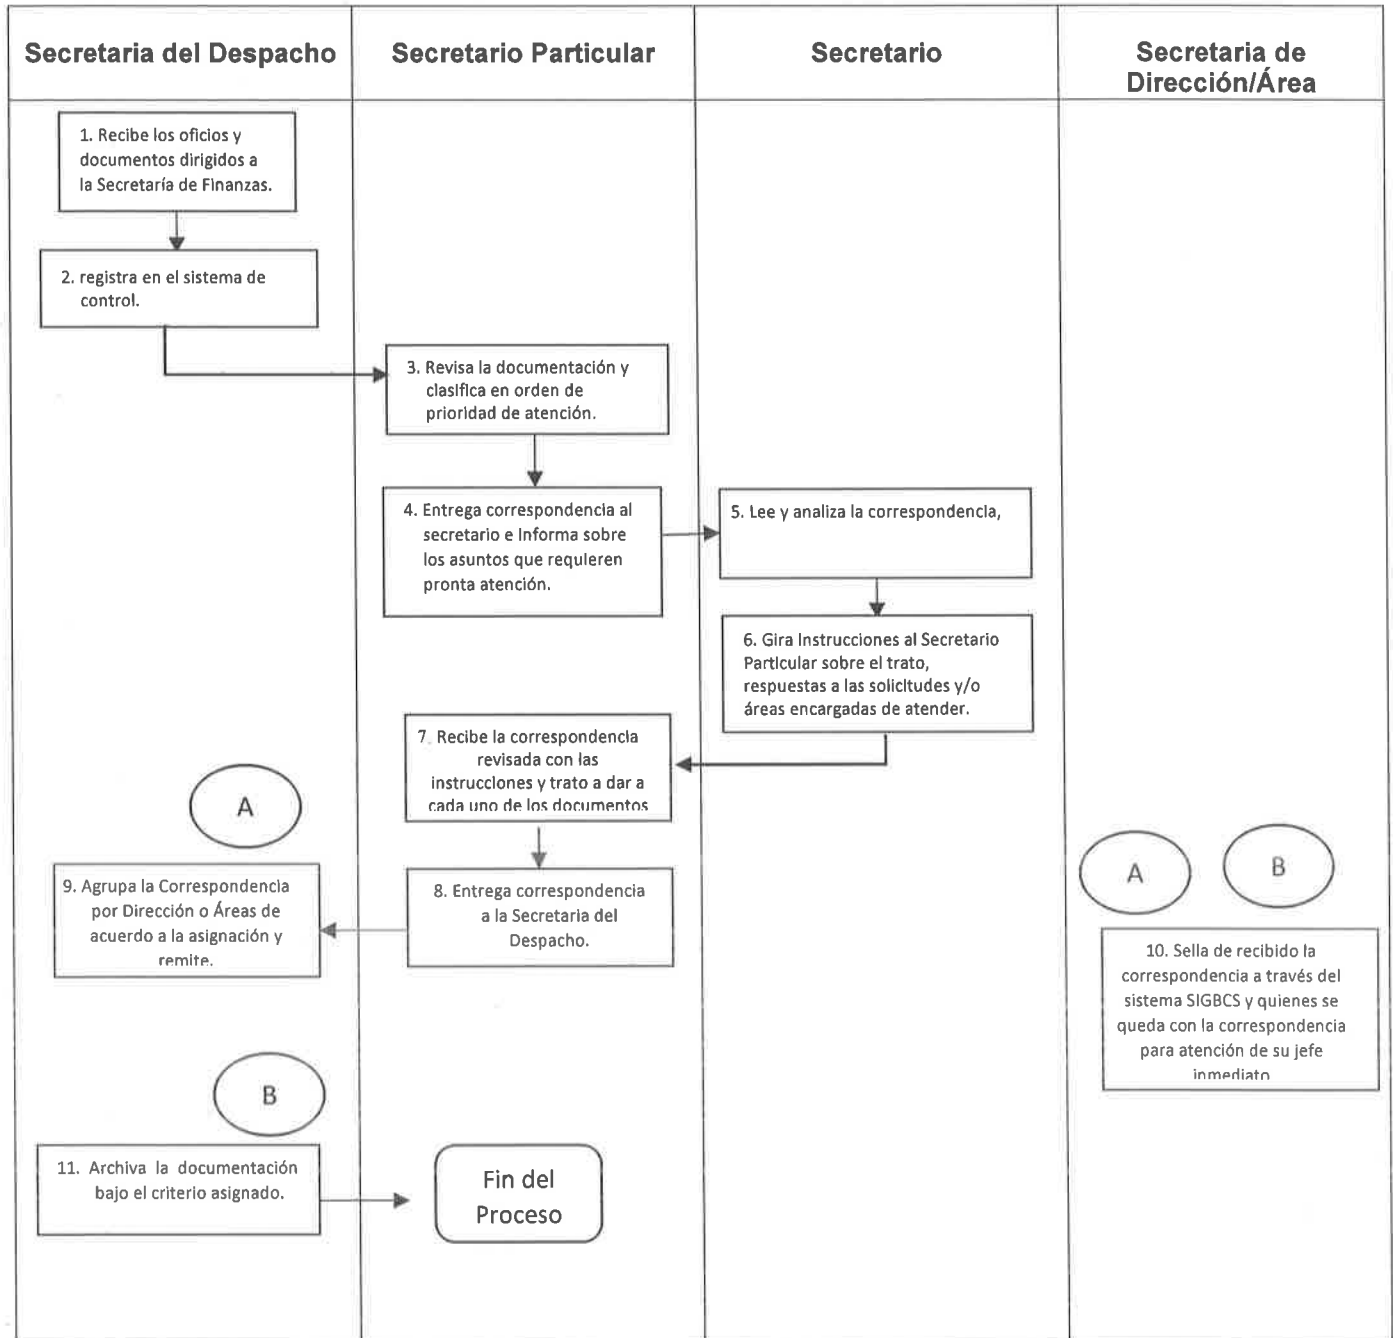 Secretaria del Despacho
Secretario Particular
Secretario
Secretaria de
Dirección/Área
1. Recibe los oficios y
documentos dirigidos a
la Secretaría de Finanzas.
2. registra en el sistema de
control.
3. Revisa la documentación y
clasifica en orden de
prioridad de atención.
4. Entrega correspondencia al
secretario e Informa sobre
los asuntos que requieren
pronta atención.
5. Lee y analiza la correspondencia,
6. Gira Instrucciones al Secretario
Particular sobre el trato,
respuestas a las solicitudes y/o
áreas encargadas de atender.
7. Recibe la correspondencia
revisada con las
instrucciones y trato a dar a
cada uno de los documentos
A
8. Entrega correspondencia
a la Secretaria del
Despacho.
9. Agrupa la Correspondencia
por Dirección o Áreas de
acuerdo a la asignación y
remite.
A
B
10. Sella de recibido la
correspondencia a través del
sistema SIGBCS y quienes se
queda con la correspondencia
para atención de su jefe
inmediato
B
11. Archiva la documentación
bajo el criterio asignado.
Fin del
Proceso